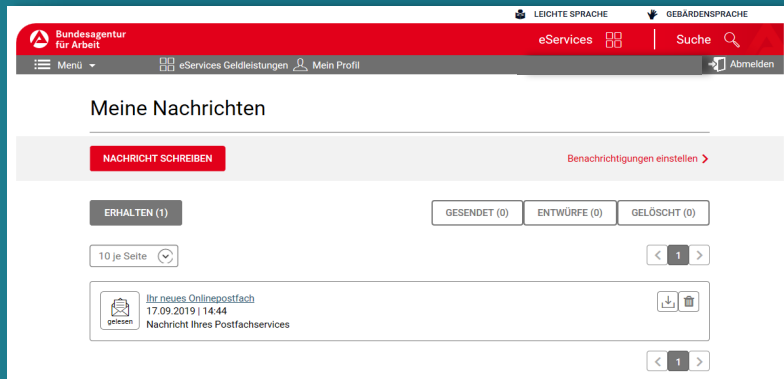 LEICHTE SPRACHE GEBÄRDENSPRACHE
Bundesagentur
für Arbeit
eServices Suche
Menü eServices Geldleistungen Mein Profil Abmelden
Meine Nachrichten
NACHRICHT SCHREIBEN Benachrichtigungen einstellen
ERHALTEN (1) GESENDET (0) ENTWÜRFE (0) GELÖSCHT (0)
10 je Seite 1
Ihr neues Onlinepostfach
17.09.2019 | 14:44
gelesen Nachricht Ihres Postfachservices
1